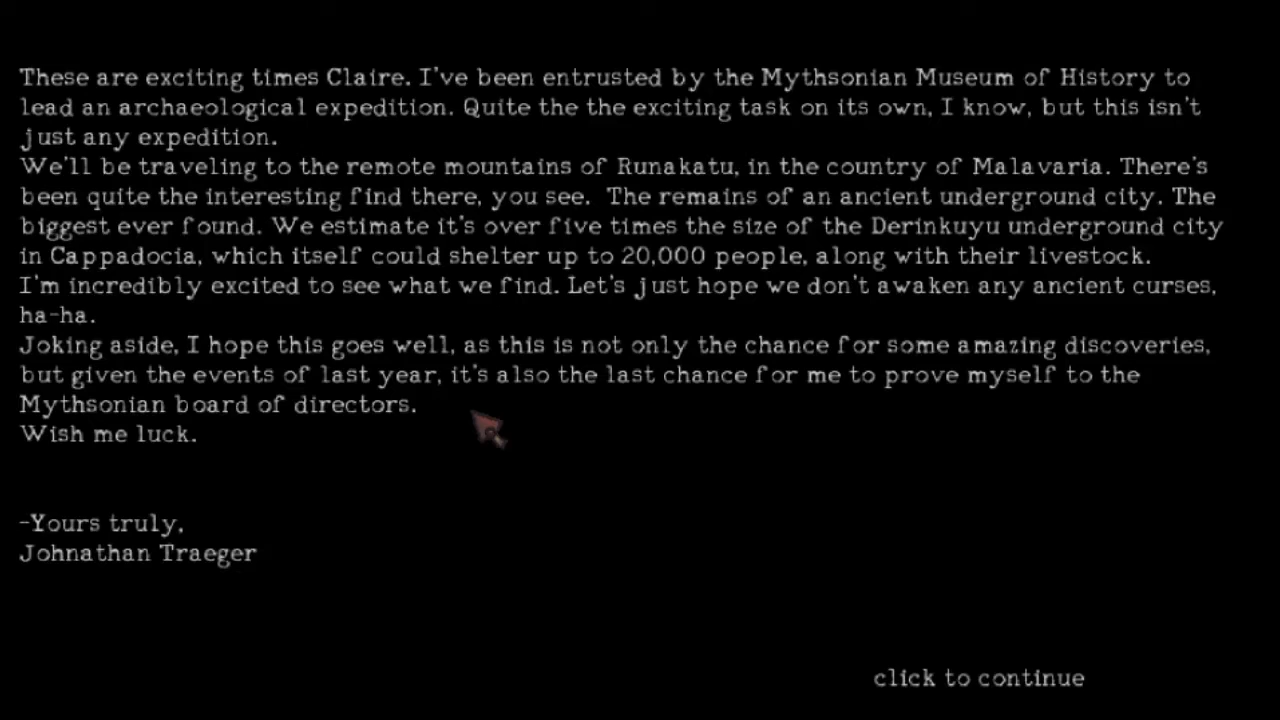 These are exciting times Claire. I've been entrusted by the Mythsonian Museum of History to
lead an archaeological expedition. Quite the the exciting task on its own, I know, but this isn't
just any expedition.
We'll be traveling to the remote mountains of Runakatu, in the country of Malavaria. There's
been quite the interesting find there, you see.  The remains of an ancient underground city. The
biggest ever found. We estimate it's over five times the size of the Derinkuyu underground city
in Cappadocia, which itself could shelter up to 20,000 people, along with their livestock.
I'm incredibly excited to see what we find. Let's just hope we don't awaken any ancient curses,
ha-ha.
Joking aside, I hope this goes well, as this is not only the chance for some amazing discoveries,
but given the events of last year, it's also the last chance for me to prove myself to the
Mythsonian board of directors.
Wish me luck.
-Yours truly,
Johnathan Traeger
click to continue